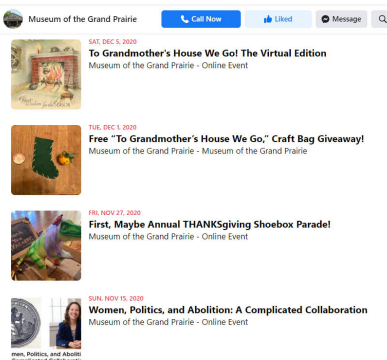 Museum of the Grand Prairie
Call Now
Liked
Message
SAT, DEC 5, 2020
To Grandmother's House We Go! The Virtual Edition
Museum of the Grand Prairie - Online Event
TUE, DEC 1, 2020
Free "To Grandmother's House We Go," Craft Bag Giveaway!
Museum of the Grand Prairie - Museum of the Grand Prairie
FRI, NOV 27, 2020
First, Maybe Annual THANKSgiving Shoebox Parade!
Museum of the Grand Prairie - Online Event
SUN, NOV 15, 2020
Women, Politics, and Abolition: A Complicated Collaboration
Museum of the Grand Prairie - Online Event
men, Politics, and Aboliti